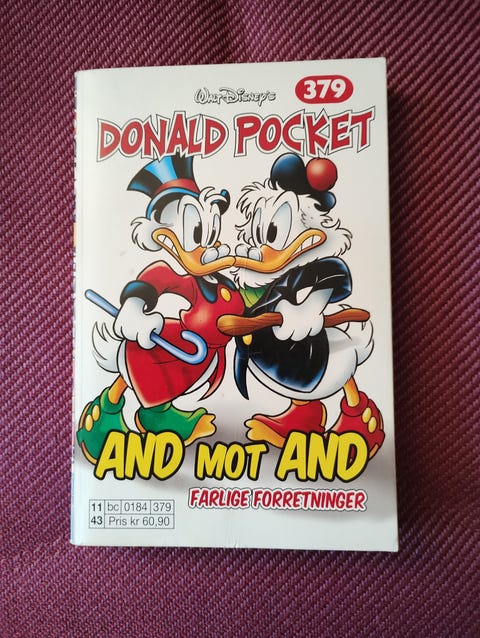 Walt Disney's
379
DONALD POCKET
AND MOT AND
FARLIGE FORRETNINGER
11 bc 0184 379
43 Pris kr 60,90